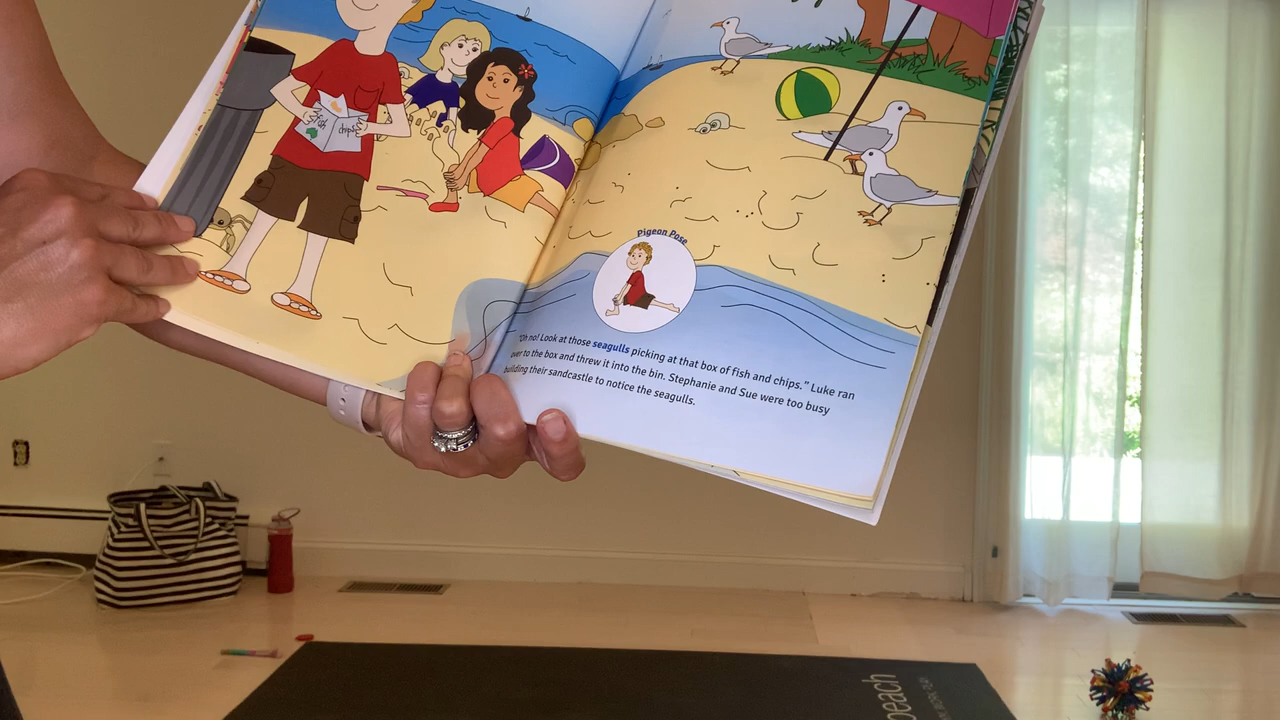 fish chips
Pigeon Pose
"Oh no! Look at those seagulls picking at that box of fish and chips." Luke ran
over to the box and threw it into the bin. Stephanie and Sue were too busy
building their sandcastle to notice the seagulls.
beach